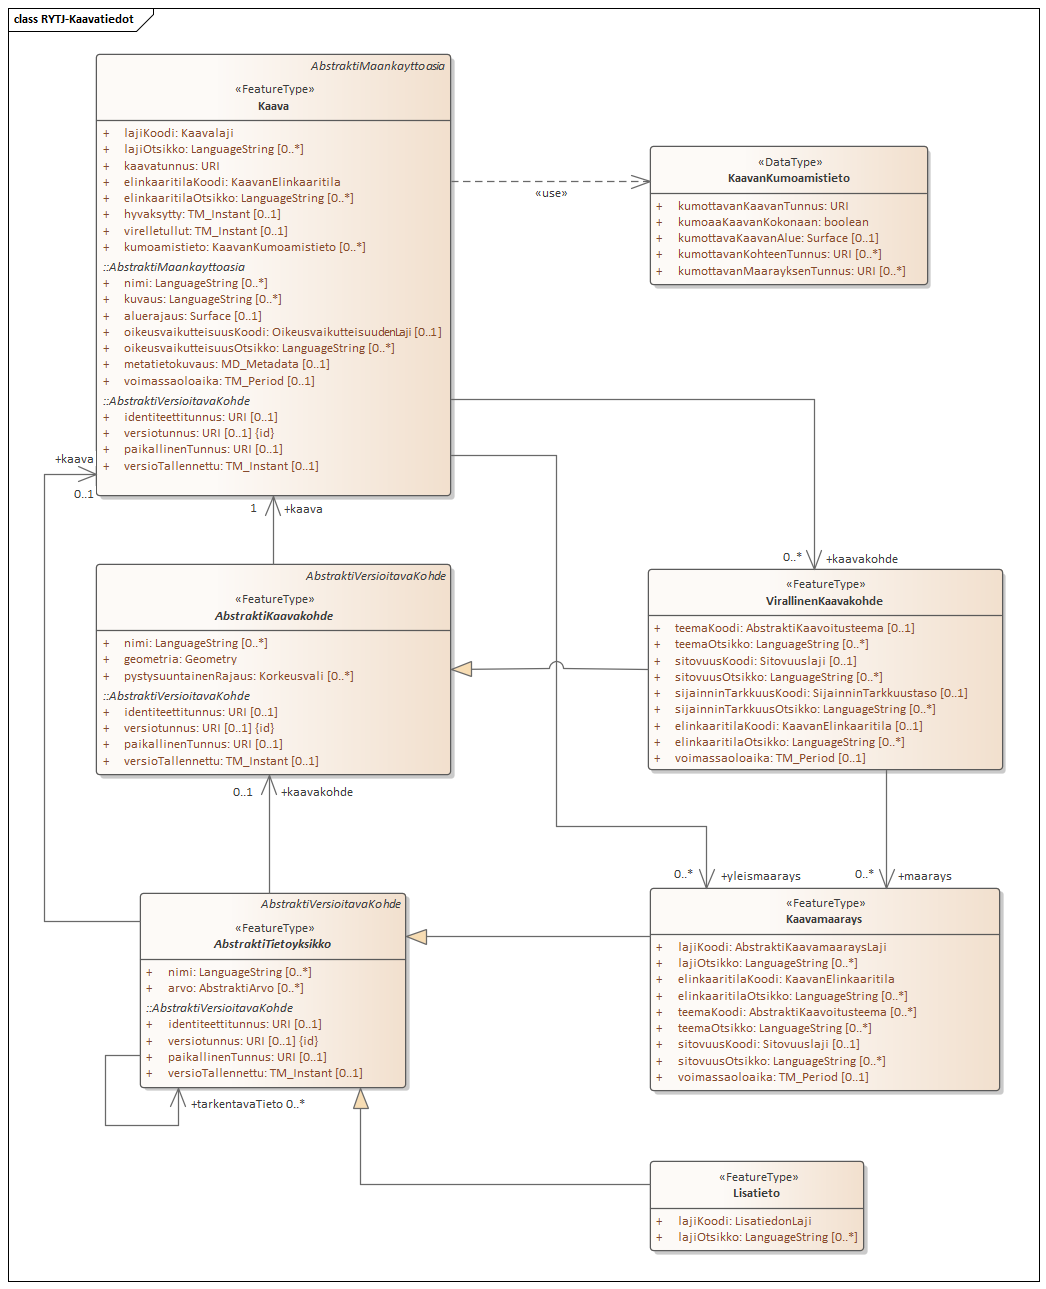 class RYTJ-Kaavatiedot
AbstraktiMaankayttoasia
«FeatureType»
Kaava
+ lajiKoodi: Kaavalaji
+ lajiOtsikko: LanguageString [0..*]
+ kaavatunnus: URI
+ elinkaaritilaKoodi: KaavanElinkaaritila
+ elinkaaritilaOtsikko: LanguageString [0..*]
+ hyvaksytty: TM_Instant [0..1]
+ virelletullut: TM_Instant [0..1]
+ kumoamistieto: KaavanKumoamistieto [0..*]
::AbstraktiMaankayttoasia
+ nimi: LanguageString [0..*]
+ kuvaus: LanguageString [0..*]
+ aluerajaus: Surface [0..1]
+ oikeusvaikutteisuusKoodi: OikeusvaikutteisuudenLaji [0..1]
+ oikeusvaikutteisuusOtsikko: LanguageString [0..*]
+ metatietokuvaus: MD_Metadata [0..1]
+ voimassaoloaika: TM_Period [0..1]
::AbstraktiVersioitavaKohde
+ identiteettitunnus: URI [0..1]
+ versiotunnus: URI [0..1] {id}
+ paikallinenTunnus: URI [0..1]
+ versioTallennettu: TM_Instant [0..1]
«use»
«DataType»
KaavanKumoamistieto
+ kumottavanKaavanTunnus: URI
+ kumoaaKaavanKokonaan: boolean
+ kumottavaKaavanAlue: Surface [0..1]
+ kumottavanKohteenTunnus: URI [0..*]
+ kumottavanMaarayksenTunnus: URI [0..*]
+kaava
0..1
1 +kaava
0..* +kaavakohde
AbstraktiVersioitavaKohde
«FeatureType»
AbstraktiKaavakohde
+ nimi: LanguageString [0..*]
+ geometria: Geometry
+ pystysuuntainenRajaus: Korkeusvali [0..*]
::AbstraktiVersioitavaKohde
+ identiteettitunnus: URI [0..1]
+ versiotunnus: URI [0..1] {id}
+ paikallinenTunnus: URI [0..1]
+ versioTallennettu: TM_Instant [0..1]
«FeatureType»
VirallinenKaavakohde
+ teemaKoodi: AbstraktiKaavoitusteema [0..1]
+ teemaOtsikko: LanguageString [0..*]
+ sitovuusKoodi: Sitovuuslaji [0..1]
+ sitovuusOtsikko: LanguageString [0..*]
+ sijainninTarkkuusKoodi: SijainninTarkkuustaso [0..1]
+ sijainninTarkkuusOtsikko: LanguageString [0..*]
+ elinkaaritilaKoodi: KaavanElinkaaritila [0..1]
+ elinkaaritilaOtsikko: LanguageString [0..*]
+ voimassaoloaika: TM_Period [0..1]
0..1 +kaavakohde
0..* +yleismaarays
0..* +maarays
AbstraktiVersioitavaKohde
«FeatureType»
AbstraktiTietoyksikko
+ nimi: LanguageString [0..*]
+ arvo: AbstraktiArvo [0..*]
::AbstraktiVersioitavaKohde
+ identiteettitunnus: URI [0..1]
+ versiotunnus: URI [0..1] {id}
+ paikallinenTunnus: URI [0..1]
+ versioTallennettu: TM_Instant [0..1]
+tarkentavaTieto 0..*
«FeatureType»
Kaavamaarays
+ lajiKoodi: AbstraktiKaavamaaraysLaji
+ lajiOtsikko: LanguageString [0..*]
+ elinkaaritilaKoodi: KaavanElinkaaritila
+ elinkaaritilaOtsikko: LanguageString [0..*]
+ teemaKoodi: AbstraktiKaavoitusteema [0..*]
+ teemaOtsikko: LanguageString [0..*]
+ sitovuusKoodi: Sitovuuslaji [0..1]
+ sitovuusOtsikko: LanguageString [0..*]
+ voimassaoloaika: TM_Period [0..1]
«FeatureType»
Lisatieto
+ lajiKoodi: LisatiedonLaji
+ lajiOtsikko: LanguageString [0..*]